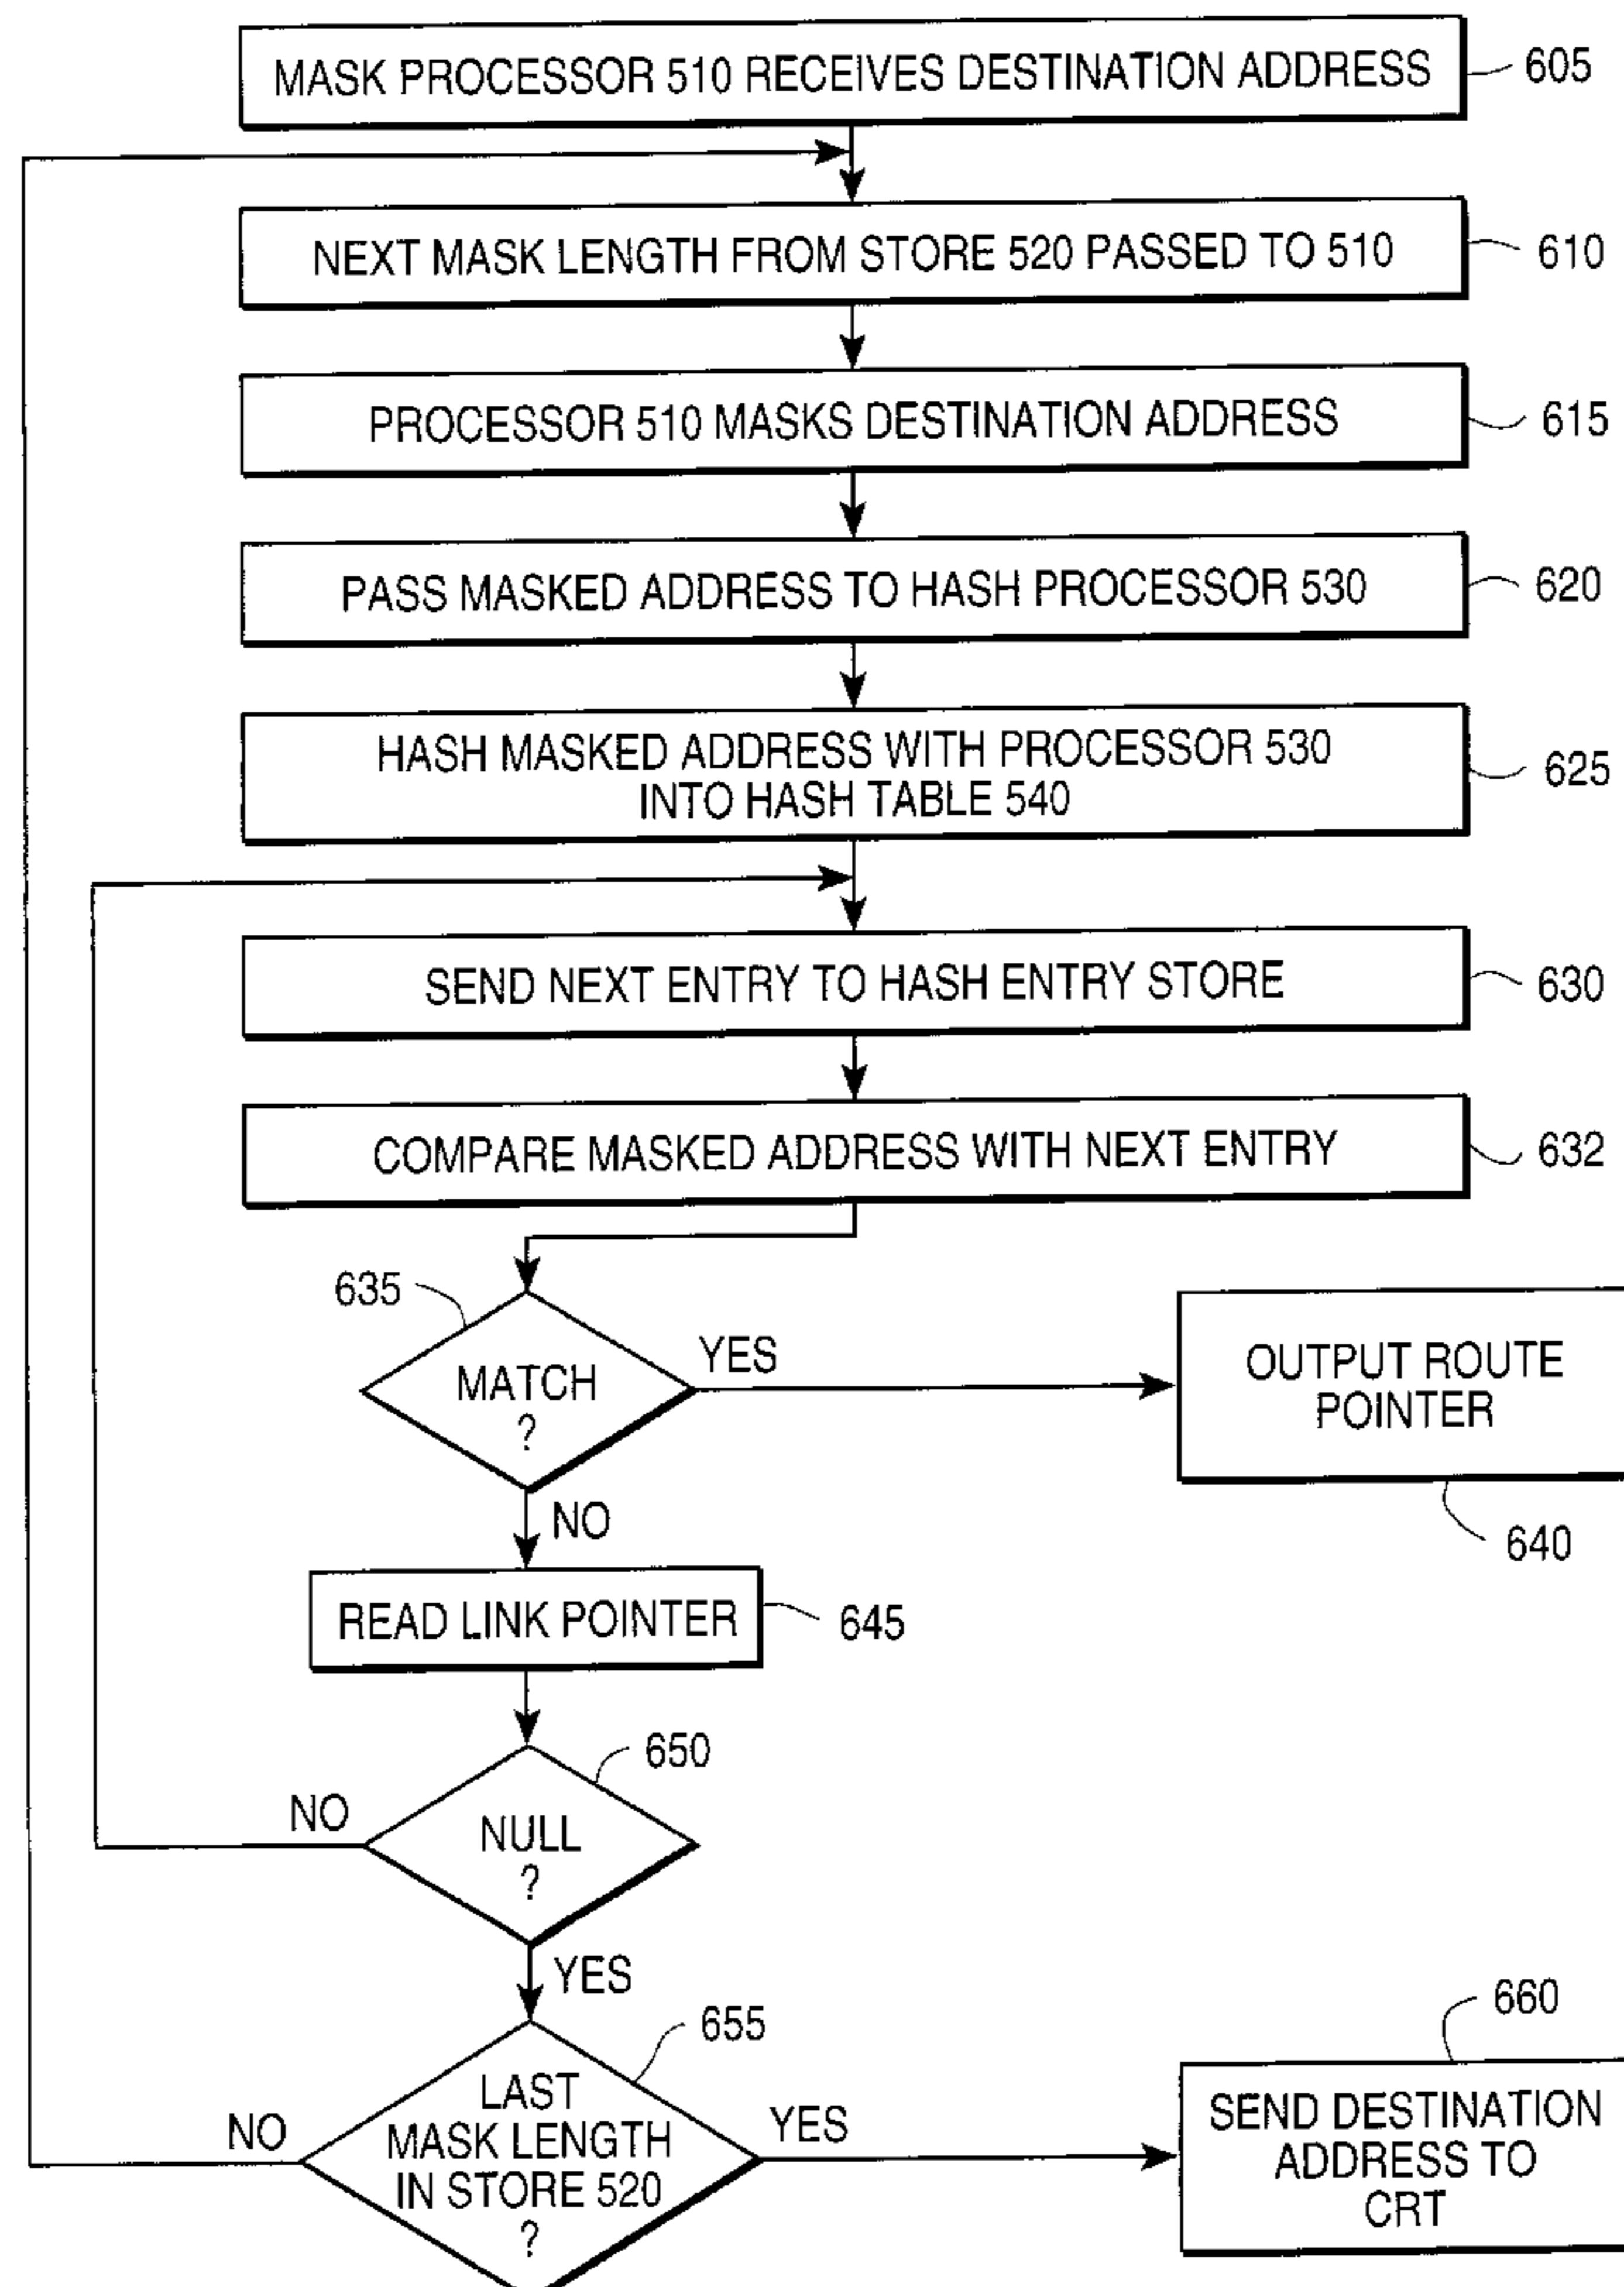 MASK PROCESSOR 510 RECEIVES DESTINATION ADDRESS
605
NEXT MASK LENGTH FROM STORE 520 PASSED TO 510
610
PROCESSOR 510 MASKS DESTINATION ADDRESS
615
PASS MASKED ADDRESS TO HASH PROCESSOR 530
620
HASH MASKED ADDRESS WITH PROCESSOR 530
INTO HASH TABLE 540
625
SEND NEXT ENTRY TO HASH ENTRY STORE
630
COMPARE MASKED ADDRESS WITH NEXT ENTRY
632
635
MATCH
?
YES
OUTPUT ROUTE
POINTER
640
NO
READ LINK POINTER
645
650
NULL
?
NO
YES
655
LAST
MASK LENGTH
IN STORE 520
?
NO
YES
660
SEND DESTINATION
ADDRESS TO
CRT